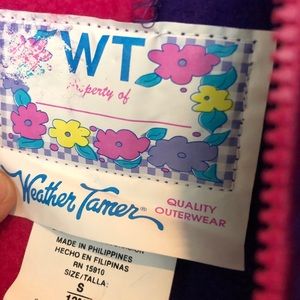 WT
Property of
Weather Tamer®
QUALITY
OUTERWEAR
MADE IN PHILIPPINES
HECHO EN FILIPINAS
RN 15910
SIZE/TALLA:
S